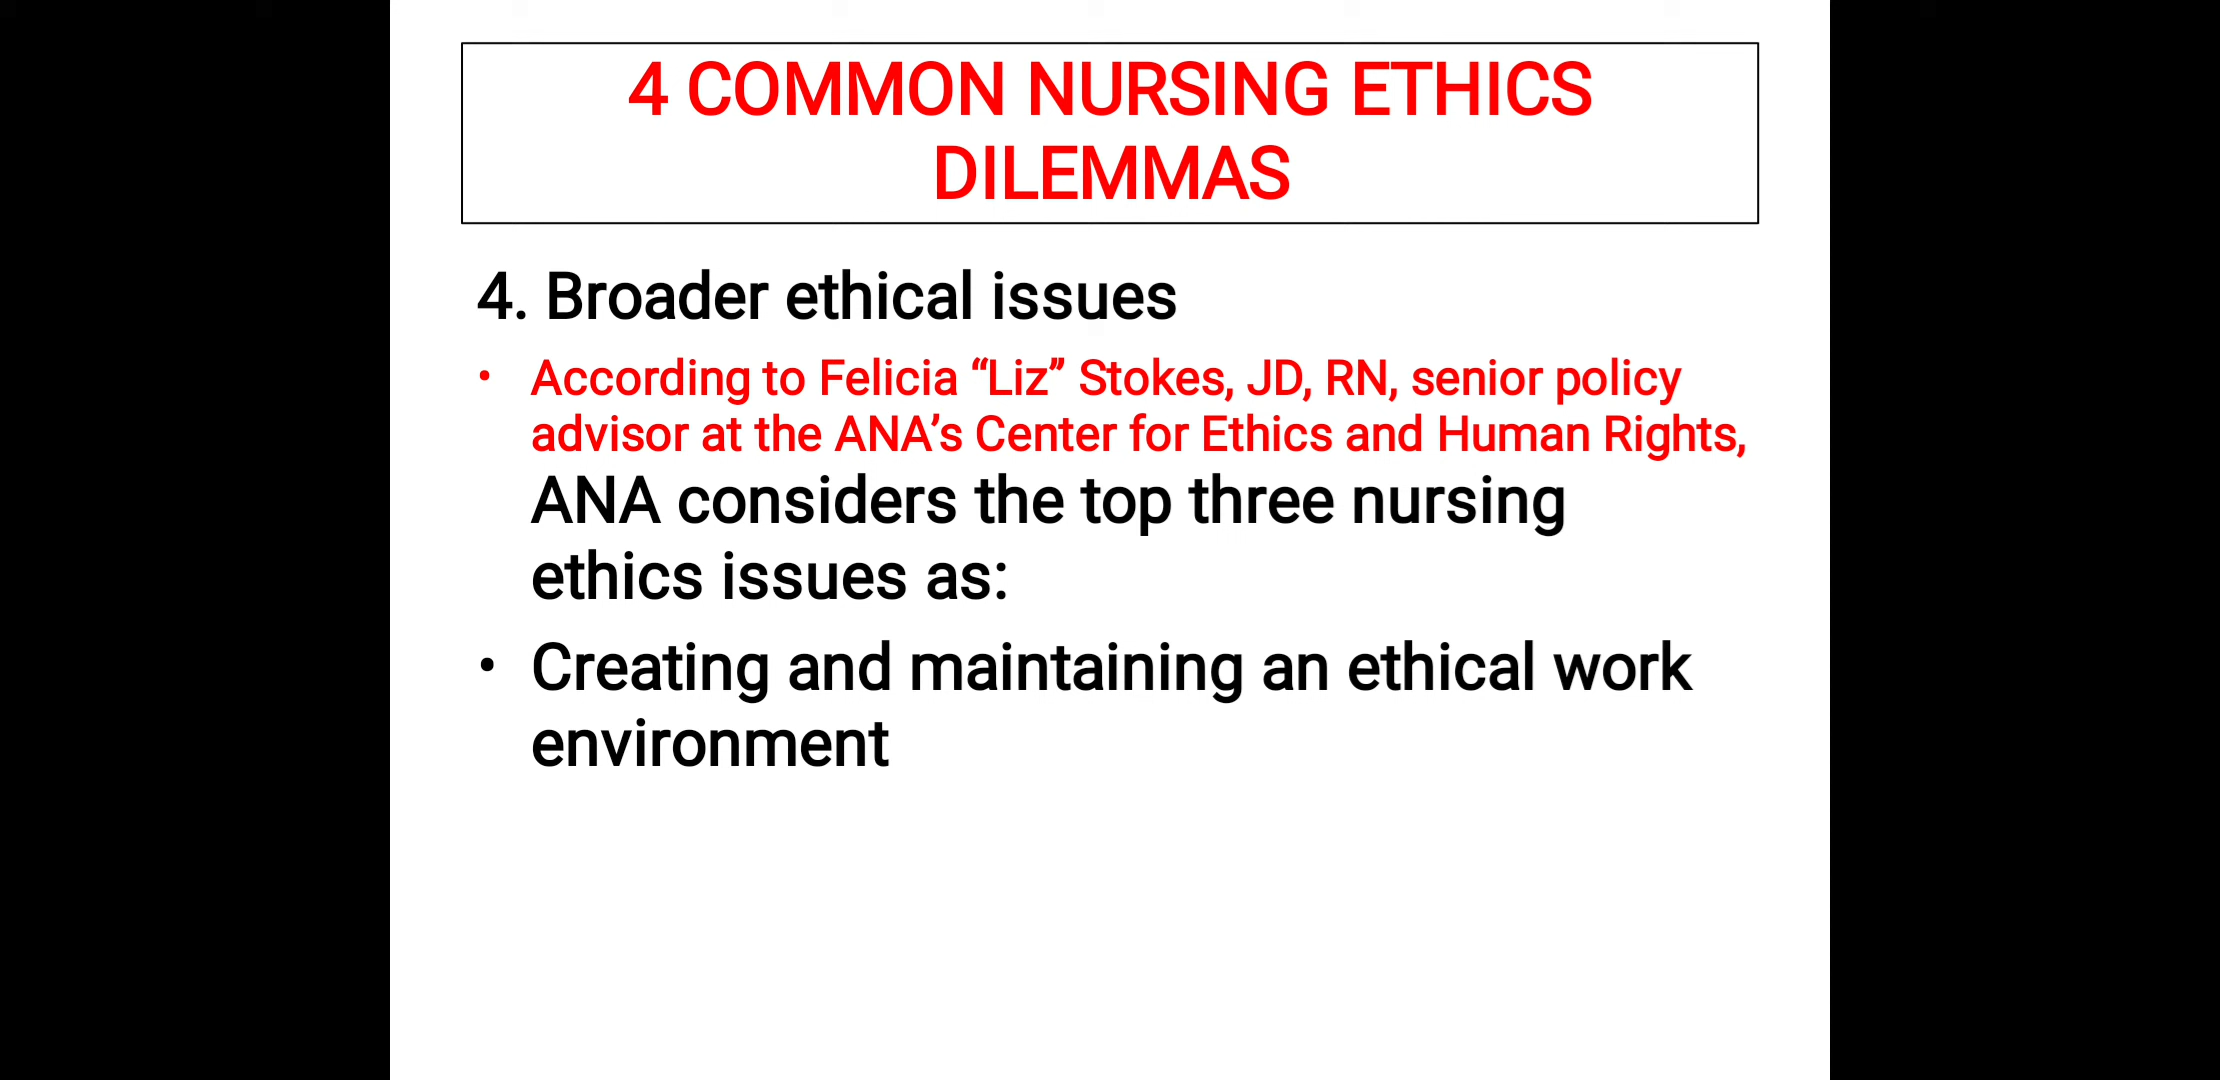 4 COMMON NURSING ETHICS
DILEMMAS
4. Broader ethical issues
• According to Felicia “Liz” Stokes, JD, RN, senior policy
advisor at the ANA’s Center for Ethics and Human Rights,
ANA considers the top three nursing
ethics issues as:
• Creating and maintaining an ethical work
environment